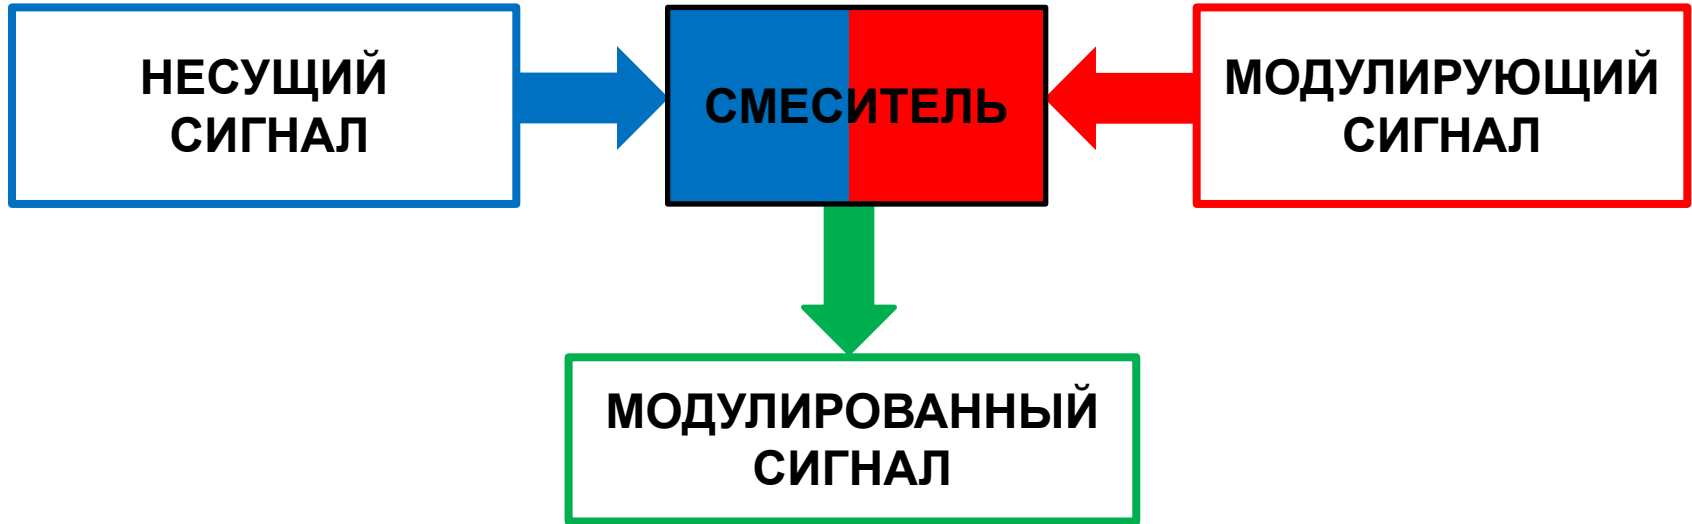 НЕСУЩИЙ
СИГНАЛ
СМЕСИТЕЛЬ
МОДУЛИРУЮЩИЙ
СИГНАЛ
МОДУЛИРОВАННЫЙ
СИГНАЛ